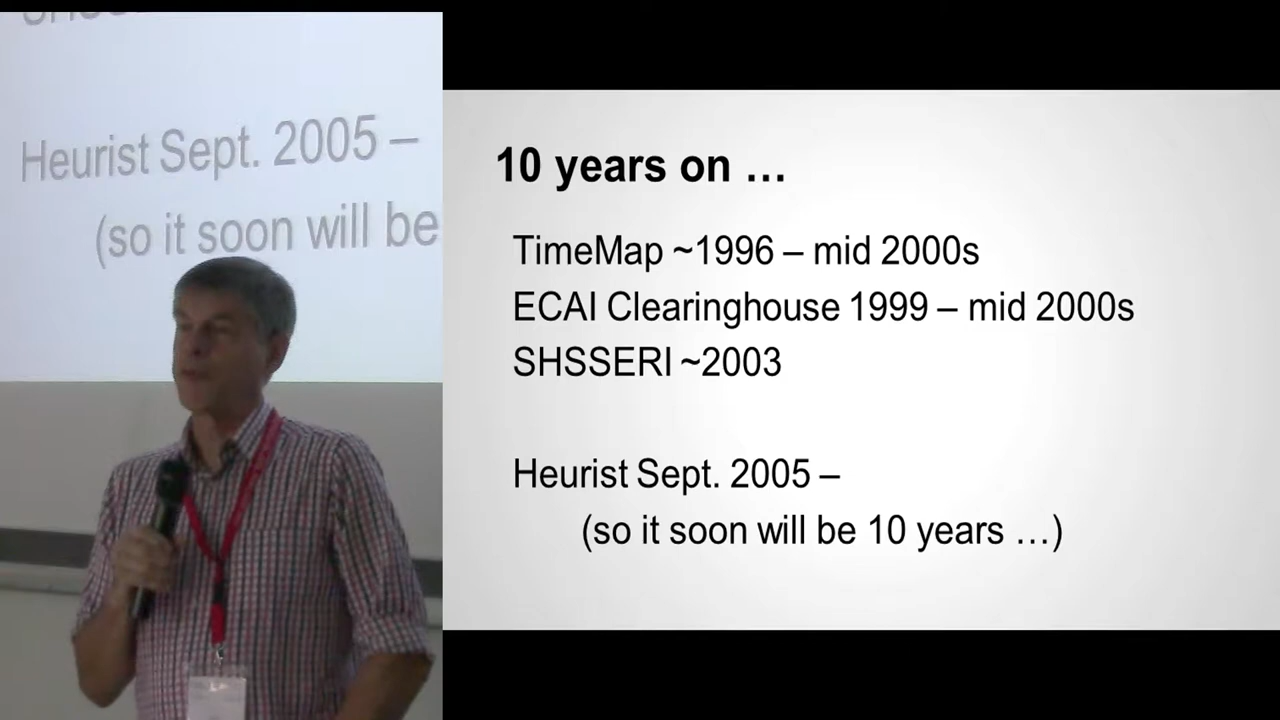 Heurist Sept. 2005 –
(so it soon will be
10 years on …
TimeMap ~1996 – mid 2000s
ECAI Clearinghouse 1999 – mid 2000s
SHSSERI ~2003
Heurist Sept. 2005 –
(so it soon will be 10 years …)